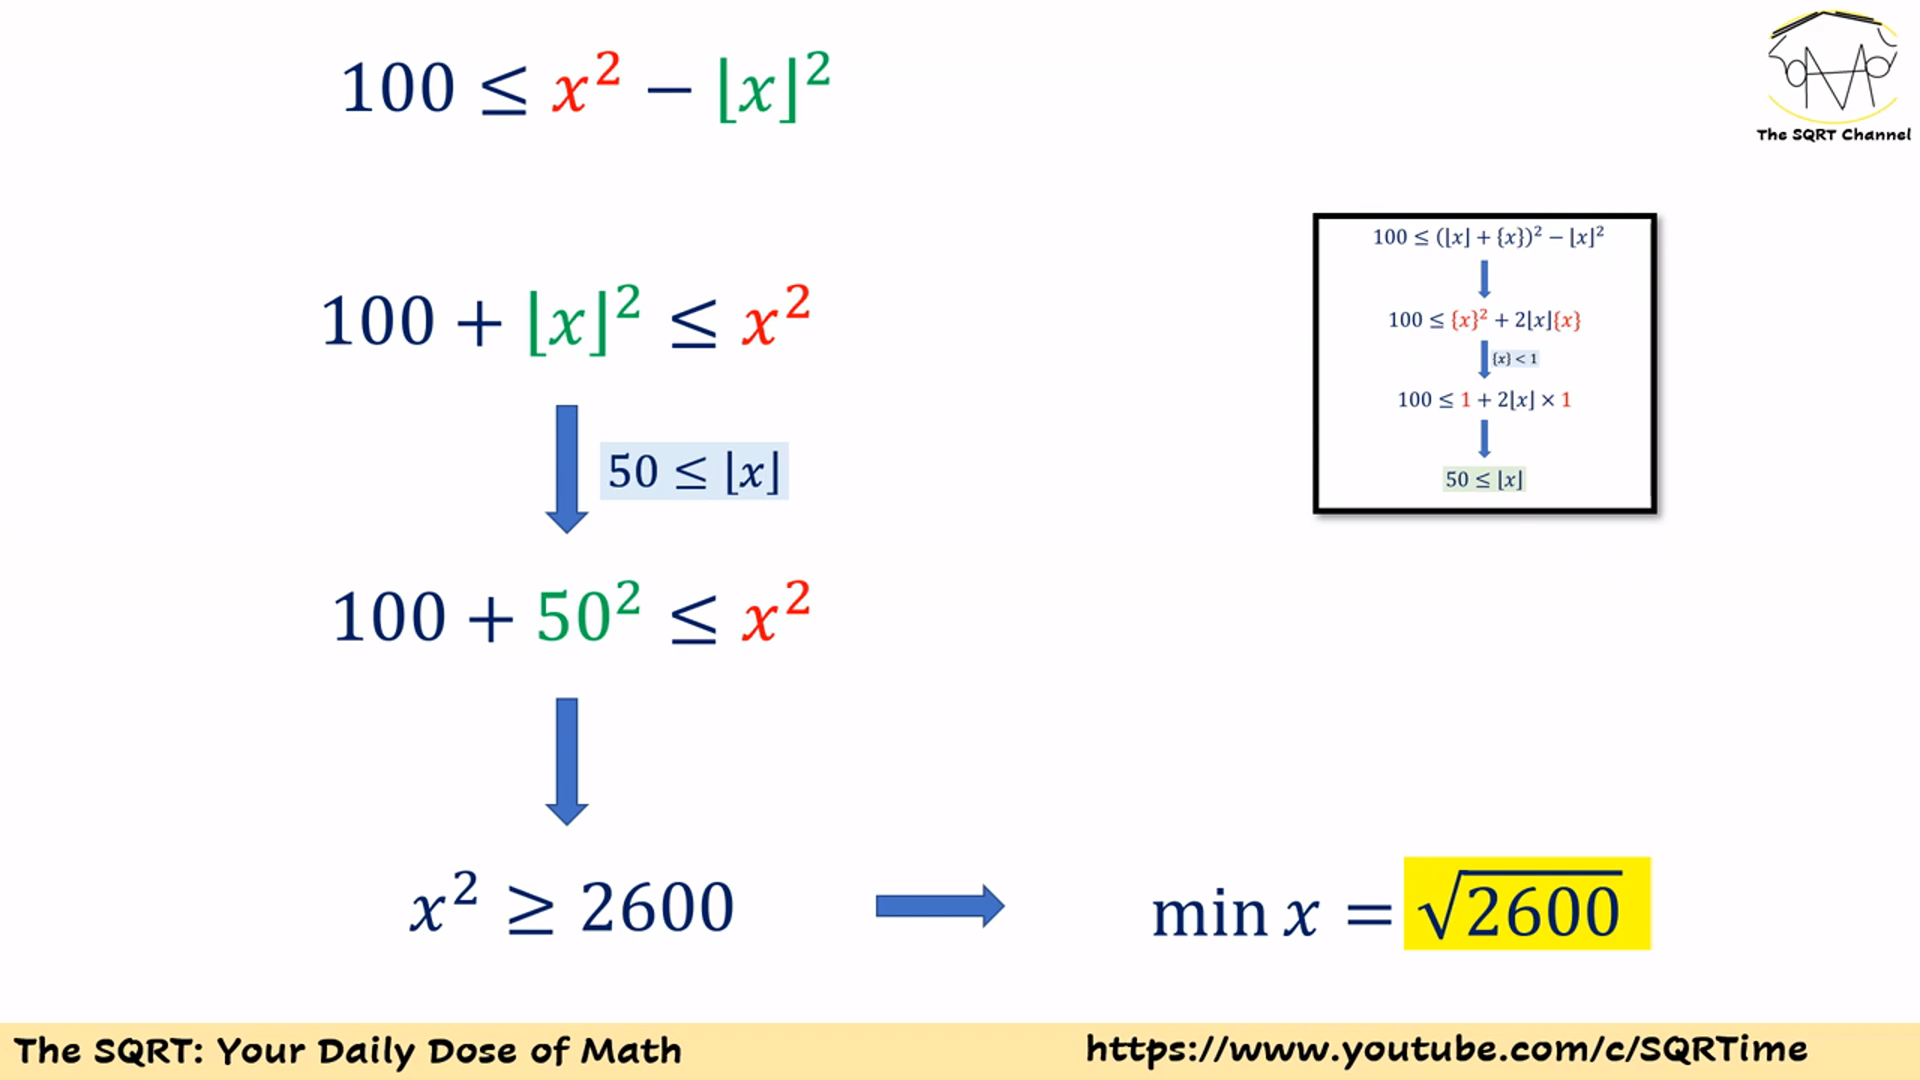 100 ≤ x² − ⌊x⌋²
The SQRT Channel
100 + ⌊x⌋² ≤ x²
50 ≤ ⌊x⌋
100 + 50² ≤ x²
x² ≥ 2600
min x = √2600
100 ≤ (⌊x⌋ + {x})² − ⌊x⌋²
100 ≤ {x}² + 2⌊x⌋{x}
{x} < 1
100 ≤ 1 + 2⌊x⌋ × 1
50 ≤ ⌊x⌋
The SQRT: Your Daily Dose of Math
https://www.youtube.com/c/SQRTime